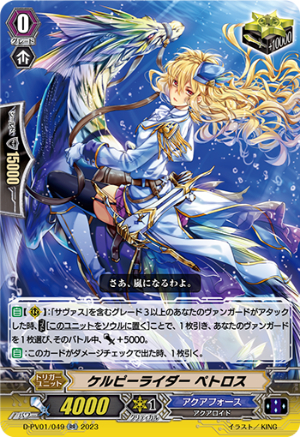 グレード
0
+10000
15000
さあ、嵐になるわよ。
【自】:「サヴァス」を含むグレード3以上のあなたのヴァンガードがアタック
した時、【このユニットをソウルに置く】ことで、1枚引き、あなたのヴァンガード
を1枚選び、そのバトル中、+5000。
【自】:このカードがダメージチェックで出た時、1枚引く。
トリガー
ユニット
ケルピーライダー ペトロス
4000
1
クリティカル
アクアフォース
アクアロイド
D-PV01/049 RR 2023
イラスト/KING